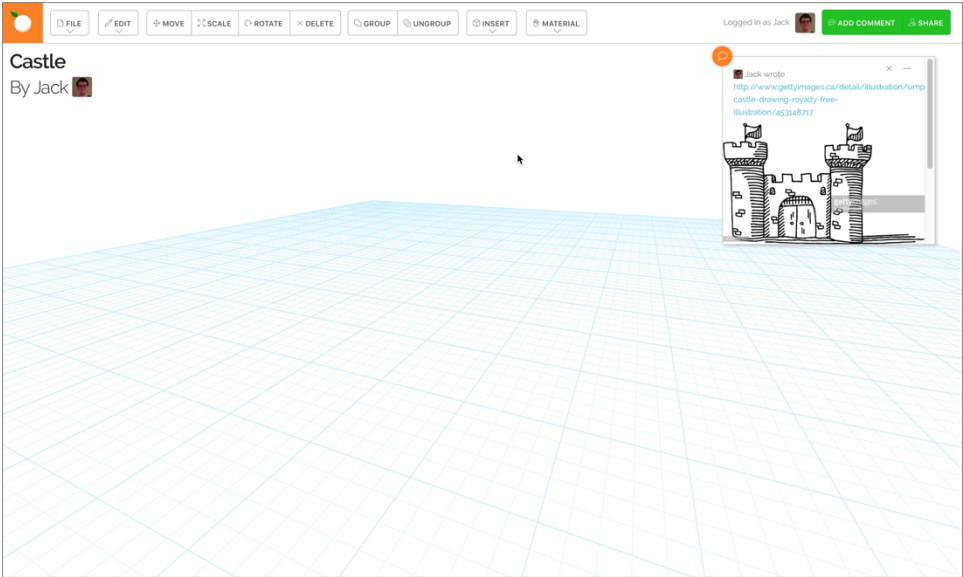 FILE EDIT MOVE SCALE ROTATE DELETE GROUP UNGROUP INSERT MATERIAL Logged in as Jack ADD COMMENT SHARE
Castle
By Jack
Jack wrote
http://www.gettyimages.ca/detail/illustration/simp
castle-drawing-royalty-free-
illustration/453148717
gettyimages